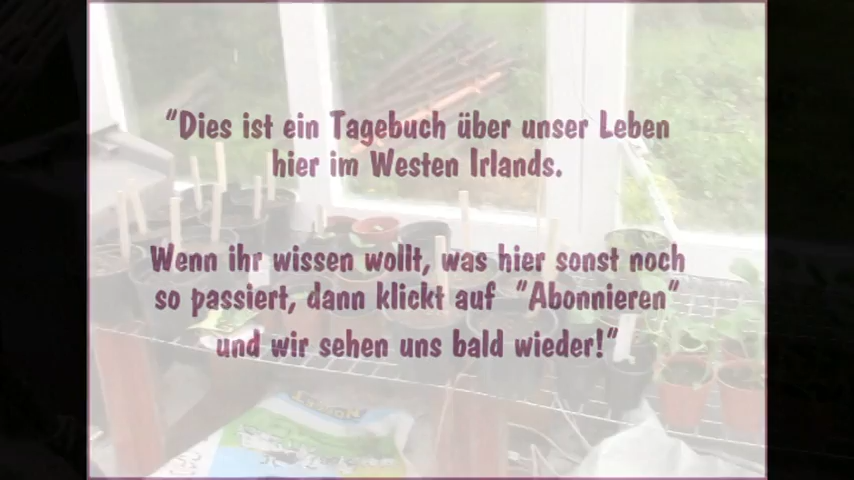 "Dies ist ein Tagebuch über unser Leben
hier im Westen Irlands.
Wenn ihr wissen wollt, was hier sonst noch
so passiert, dann klickt auf "Abonnieren"
und wir sehen uns bald wieder!"